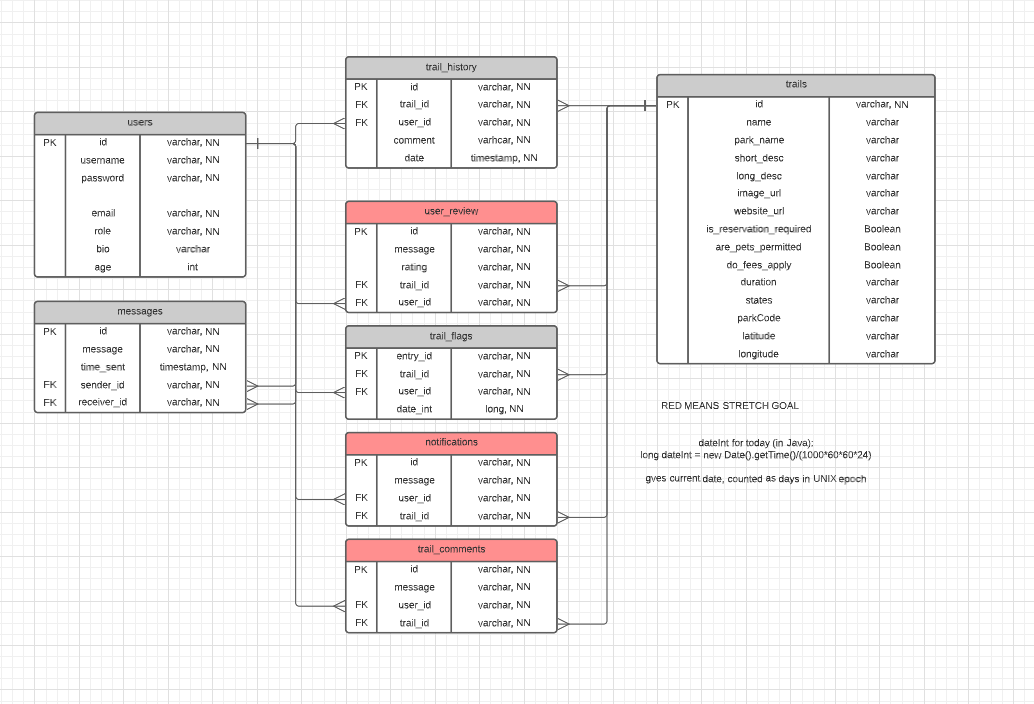 users
PK id varchar, NN
username varchar, NN
password varchar, NN
email varchar, NN
role varchar, NN
bio varchar
age int
messages
PK id varchar, NN
message varchar, NN
time_sent timestamp, NN
FK sender_id varchar, NN
FK receiver_id varchar, NN
trail_history
PK id varchar, NN
FK trail_id varchar, NN
FK user_id varchar, NN
comment varhcar, NN
date timestamp, NN
user_review
PK id varchar, NN
message varchar, NN
rating varchar, NN
FK trail_id varchar, NN
FK user_id varchar, NN
trail_flags
PK entry_id varchar, NN
FK trail_id varchar, NN
FK user_id varchar, NN
date_int long, NN
notifications
PK id varchar, NN
message varchar, NN
FK user_id varchar, NN
FK trail_id varchar, NN
trail_comments
PK id varchar, NN
message varchar, NN
FK user_id varchar, NN
FK trail_id varchar, NN
trails
PK id varchar, NN
name varchar
park_name varchar
short_desc varchar
long_desc varchar
image_url varchar
website_url varchar
is_reservation_required Boolean
are_pets_permitted Boolean
do_fees_apply Boolean
duration varchar
states varchar
parkCode varchar
latitude varchar
longitude varchar
RED MEANS STRETCH GOAL
dateInt for today (in Java);
long dateInt = new Date().getTime()/(1000*60*60*24)
gves current date, counted as days in UNIX epoch